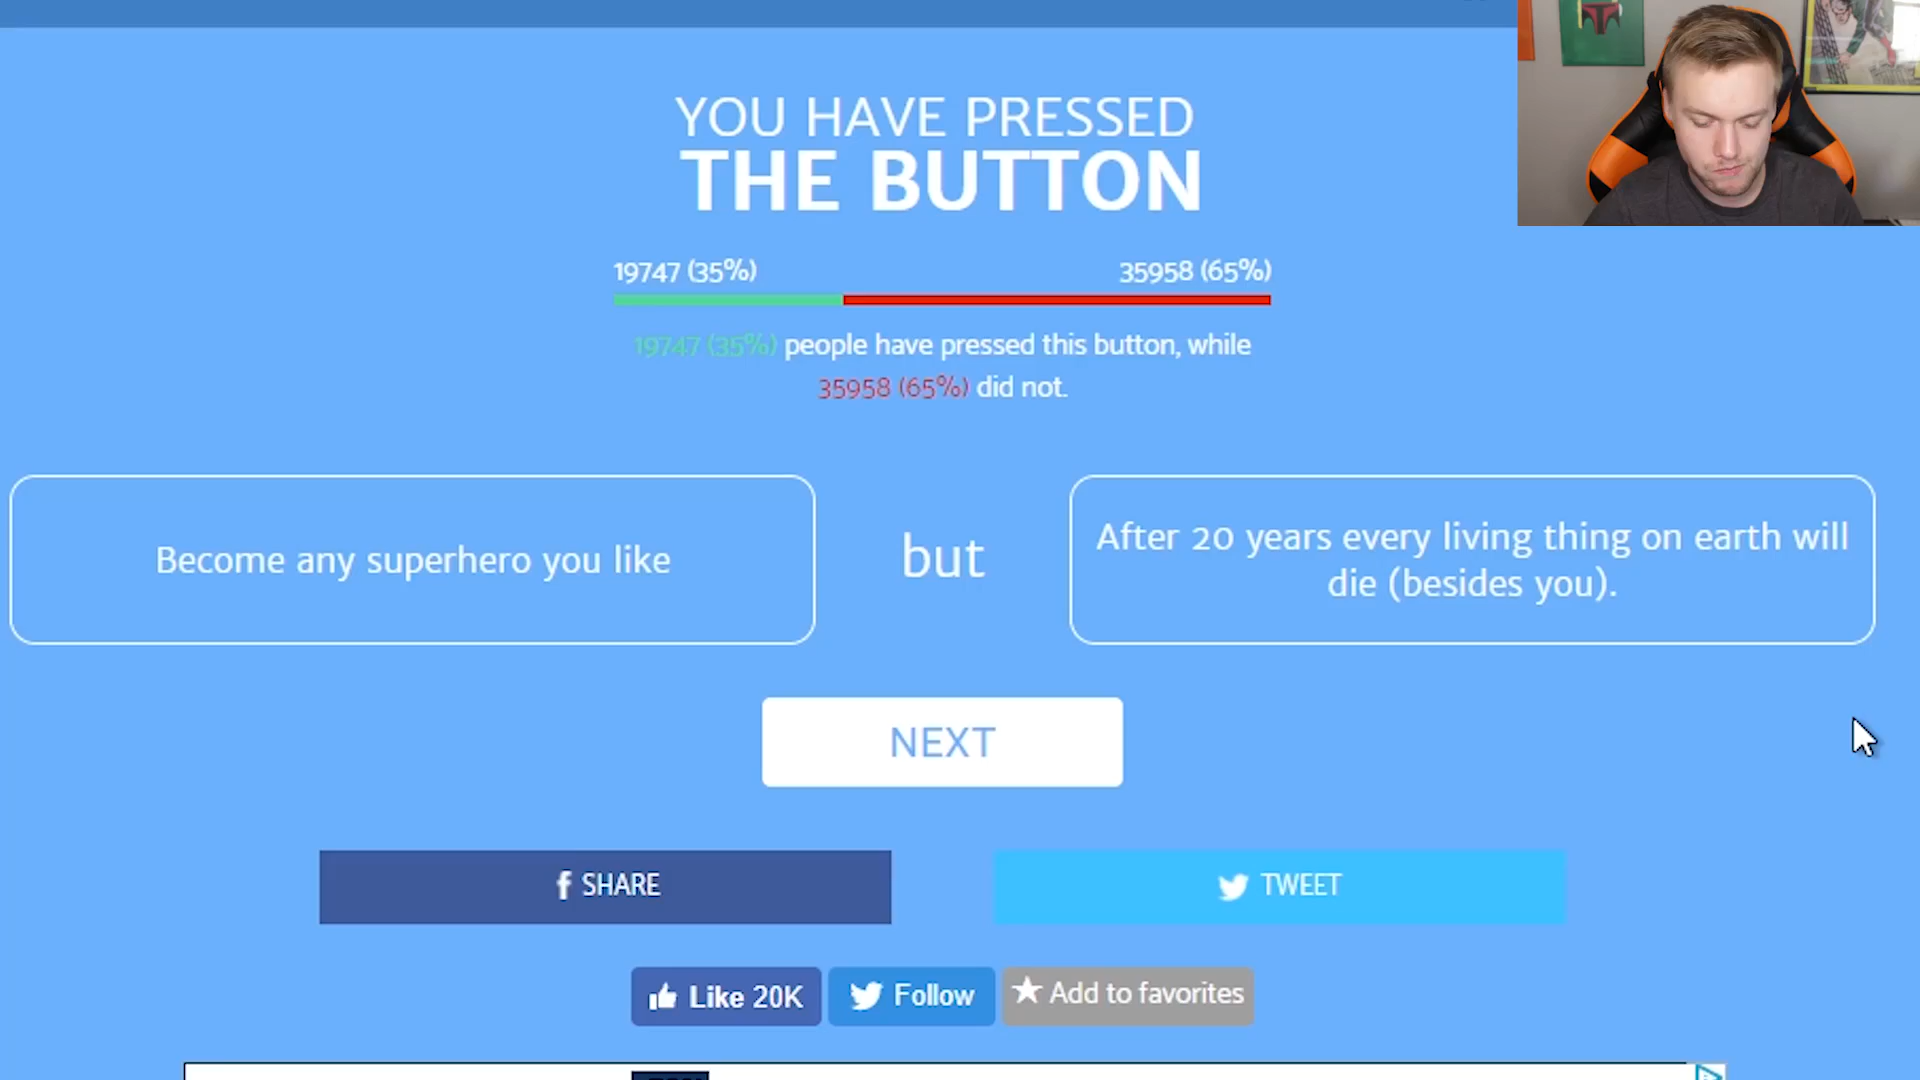 YOU HAVE PRESSED
THE BUTTON
19747 (35%) 35958 (65%)
19747 (35%) people have pressed this button, while
35958 (65%) did not.
Become any superhero you like
but
After 20 years every living thing on earth will
die (besides you).
NEXT
SHARE
TWEET
Like 20K
Follow
Add to favorites